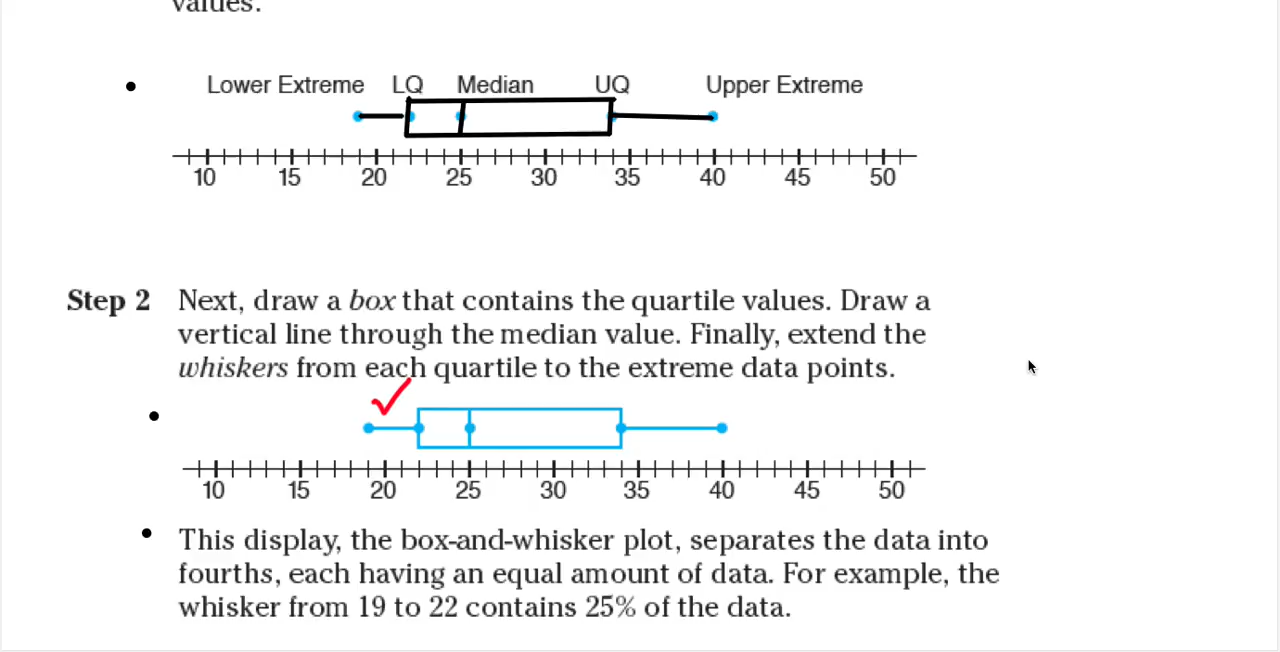 values.
• Lower Extreme LQ Median UQ Upper Extreme
10 15 20 25 30 35 40 45 50
Step 2 Next, draw a box that contains the quartile values. Draw a
vertical line through the median value. Finally, extend the
whiskers from each quartile to the extreme data points.
•
10 15 20 25 30 35 40 45 50
• This display, the box-and-whisker plot, separates the data into
fourths, each having an equal amount of data. For example, the
whisker from 19 to 22 contains 25% of the data.